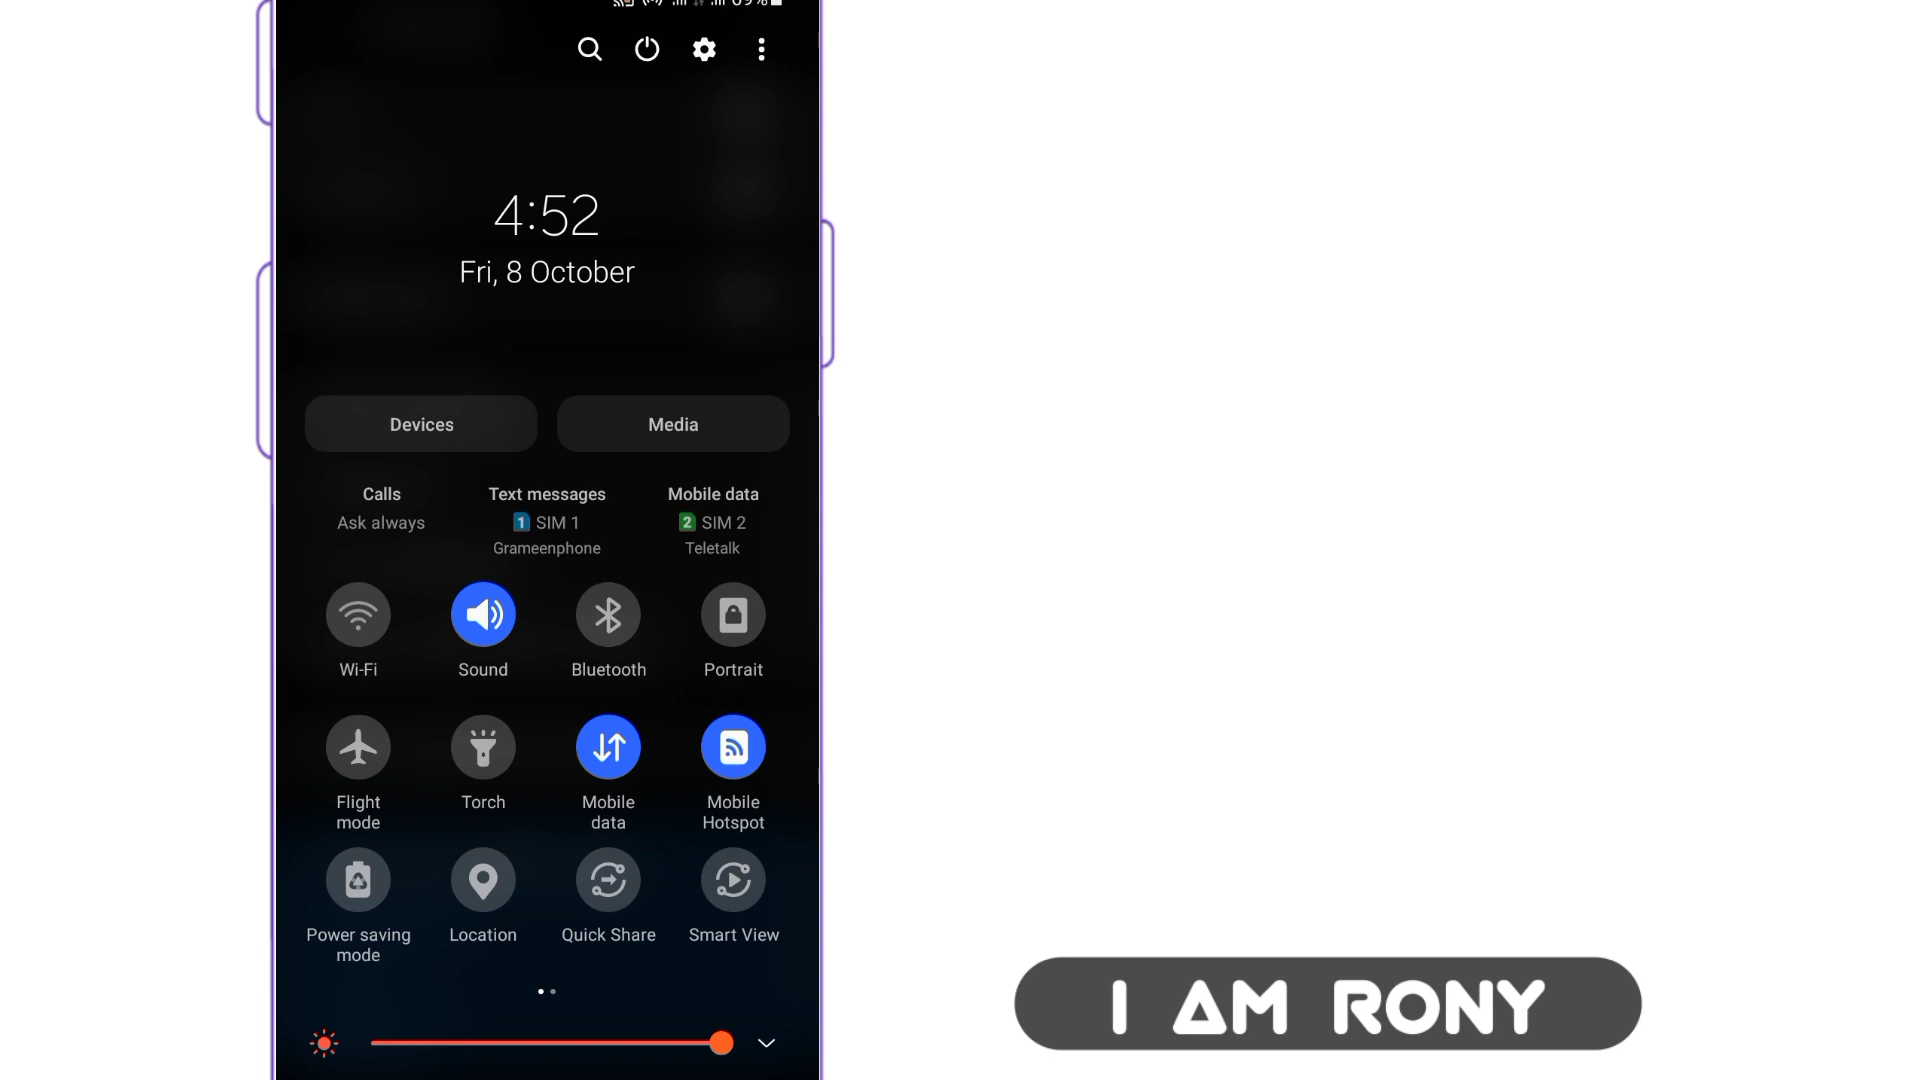 4:52
Fri, 8 October
Devices
Media
Calls
Text messages
Mobile data
Ask always
1 SIM 1
2 SIM 2
Grameenphone
Teletalk
Wi-Fi
Sound
Bluetooth
Portrait
Flight mode
Torch
Mobile data
Mobile Hotspot
Power saving mode
Location
Quick Share
Smart View
I AM RONY